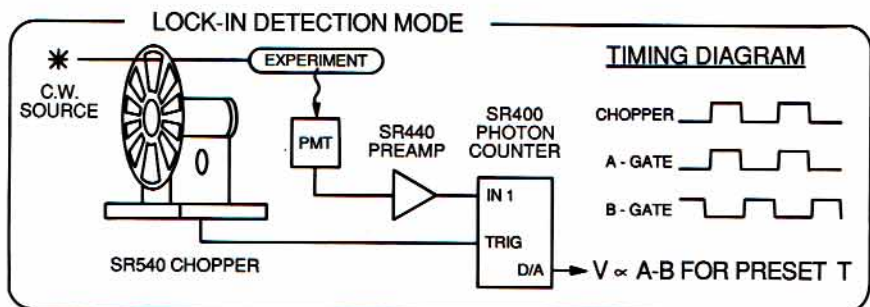 LOCK-IN DETECTION MODE
C.W.
SOURCE
EXPERIMENT
PMT
SR440
PREAMP
SR400
PHOTON
COUNTER
IN 1
TRIG
D/A
SR540 CHOPPER
V ∝ A-B FOR PRESET T
TIMING DIAGRAM
CHOPPER
A - GATE
B - GATE